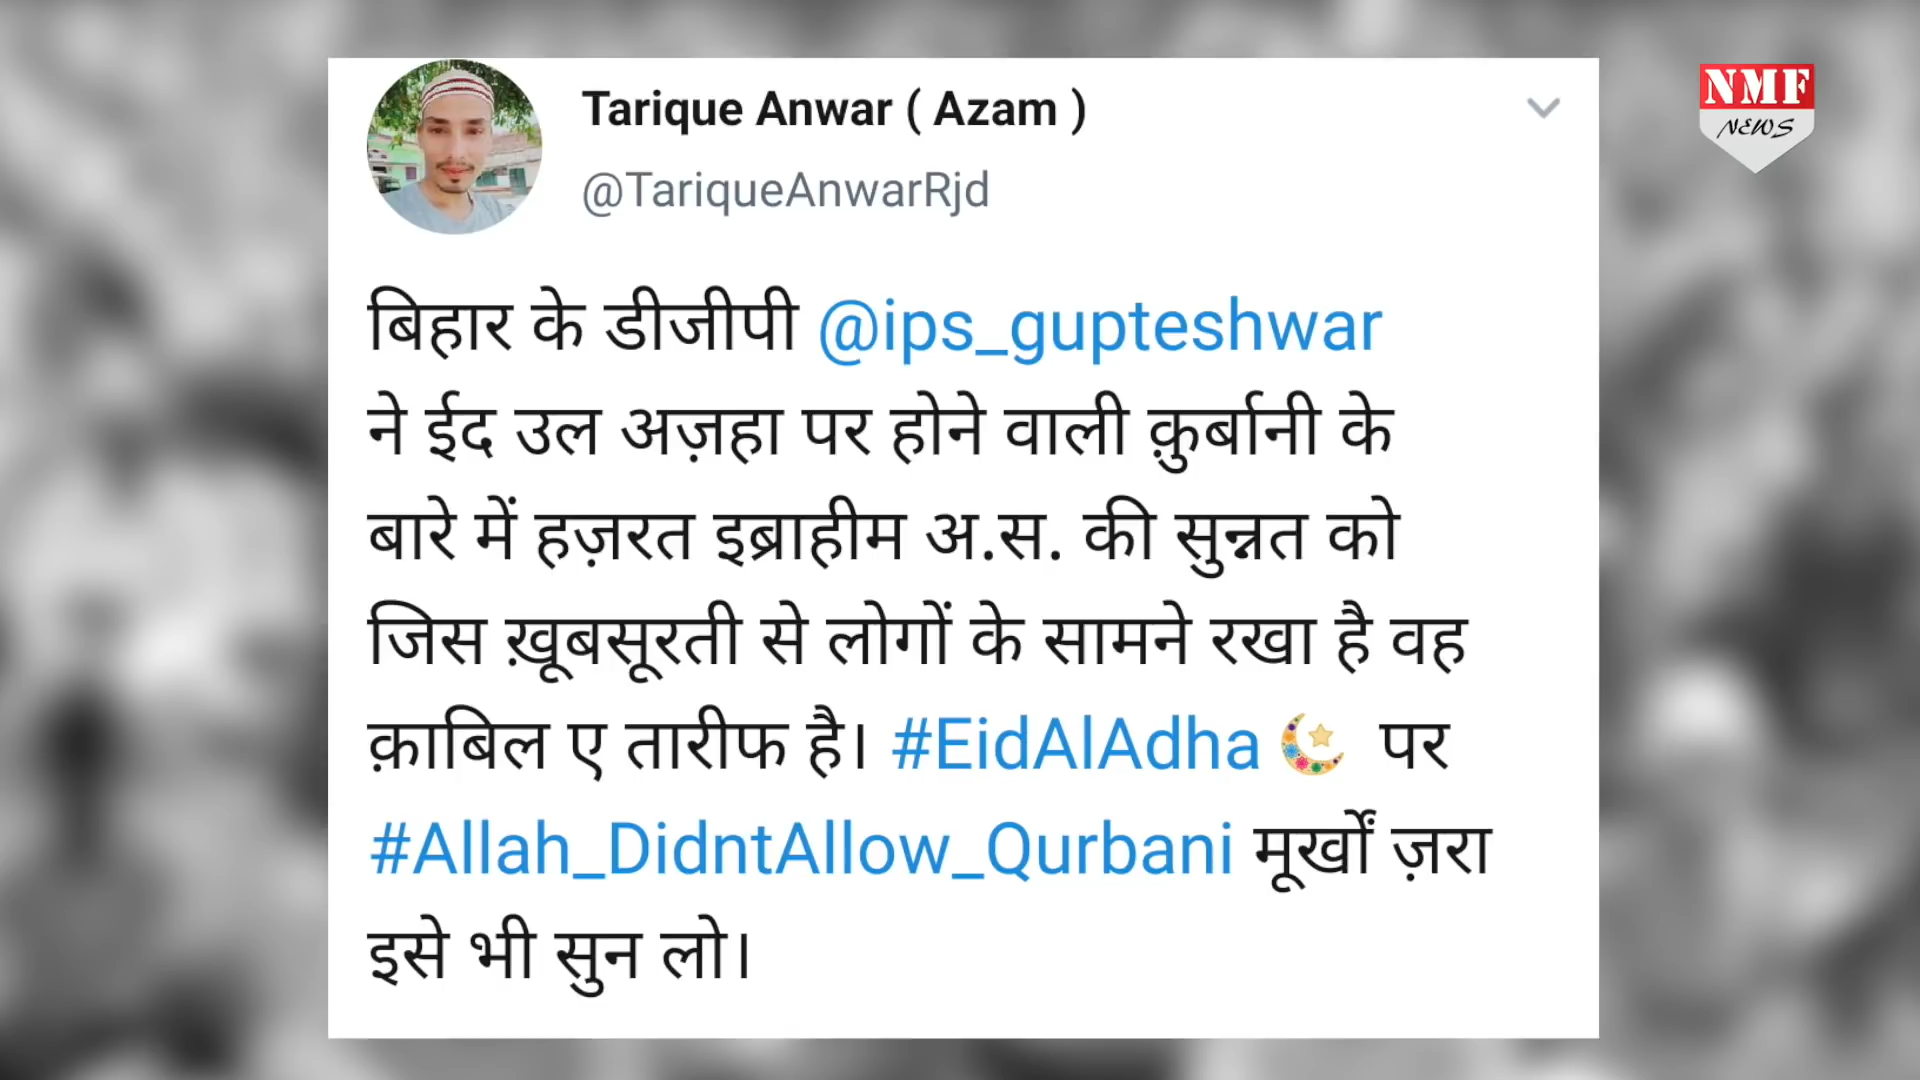 Tarique Anwar ( Azam )
@TariqueAnwarRjd
NMF
NEWS
बिहार के डीजीपी @ips_gupteshwar
ने ईद उल अज़हा पर होने वाली क़ुर्बानी के
बारे में हज़रत इब्राहीम अ.स. की सुन्नत को
जिस ख़ूबसूरती से लोगों के सामने रखा है वह
क़ाबिल ए तारीफ है। #EidAlAdha पर
#Allah_DidntAllow_Qurbani मूर्खों ज़रा
इसे भी सुन लो।